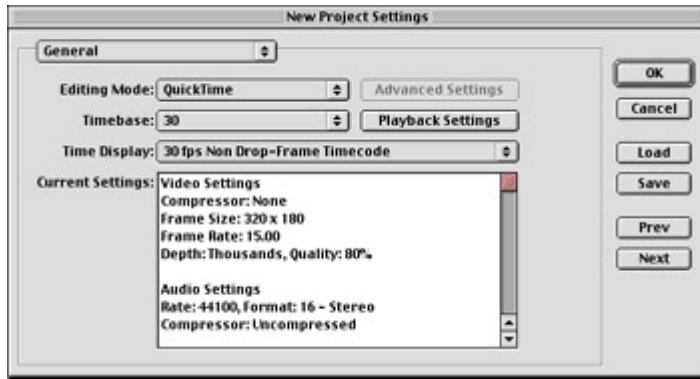 New Project Settings
General
Editing Mode: QuickTime Advanced Settings
Timebase: 30 Playback Settings
Time Display: 30 fps Non Drop-Frame Timecode
Current Settings: Video Settings
Compressor: None
Frame Size: 320 x 180
Frame Rate: 15.00
Depth: Thousands, Quality: 80%
Audio Settings
Rate: 44100, Format: 16 - Stereo
Compressor: Uncompressed
OK
Cancel
Load
Save
Prev
Next